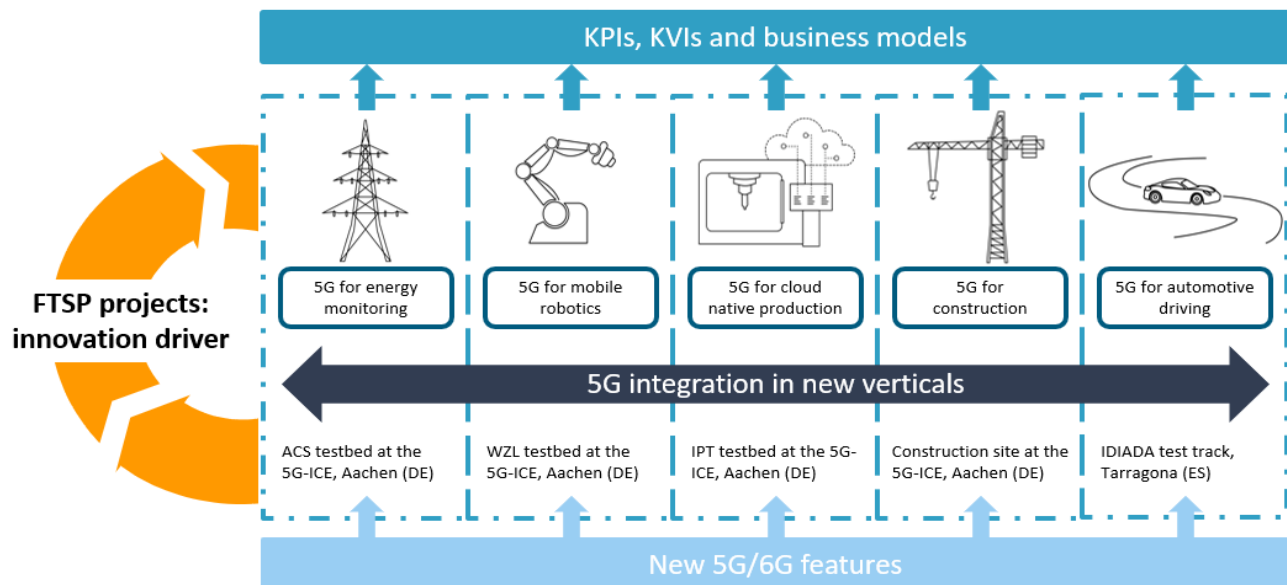 KPIs, KVIs and business models
FTSP projects:
innovation driver
5G for energy
monitoring
5G for mobile
robotics
5G for cloud
native production
5G for
construction
5G for automotive
driving
5G integration in new verticals
ACS testbed at the
5G-ICE, Aachen (DE)
WZL testbed at the
5G-ICE, Aachen (DE)
IPT testbed at the 5G-
ICE, Aachen (DE)
Construction site at the
5G-ICE, Aachen (DE)
IDIADA test track,
Tarragona (ES)
New 5G/6G features